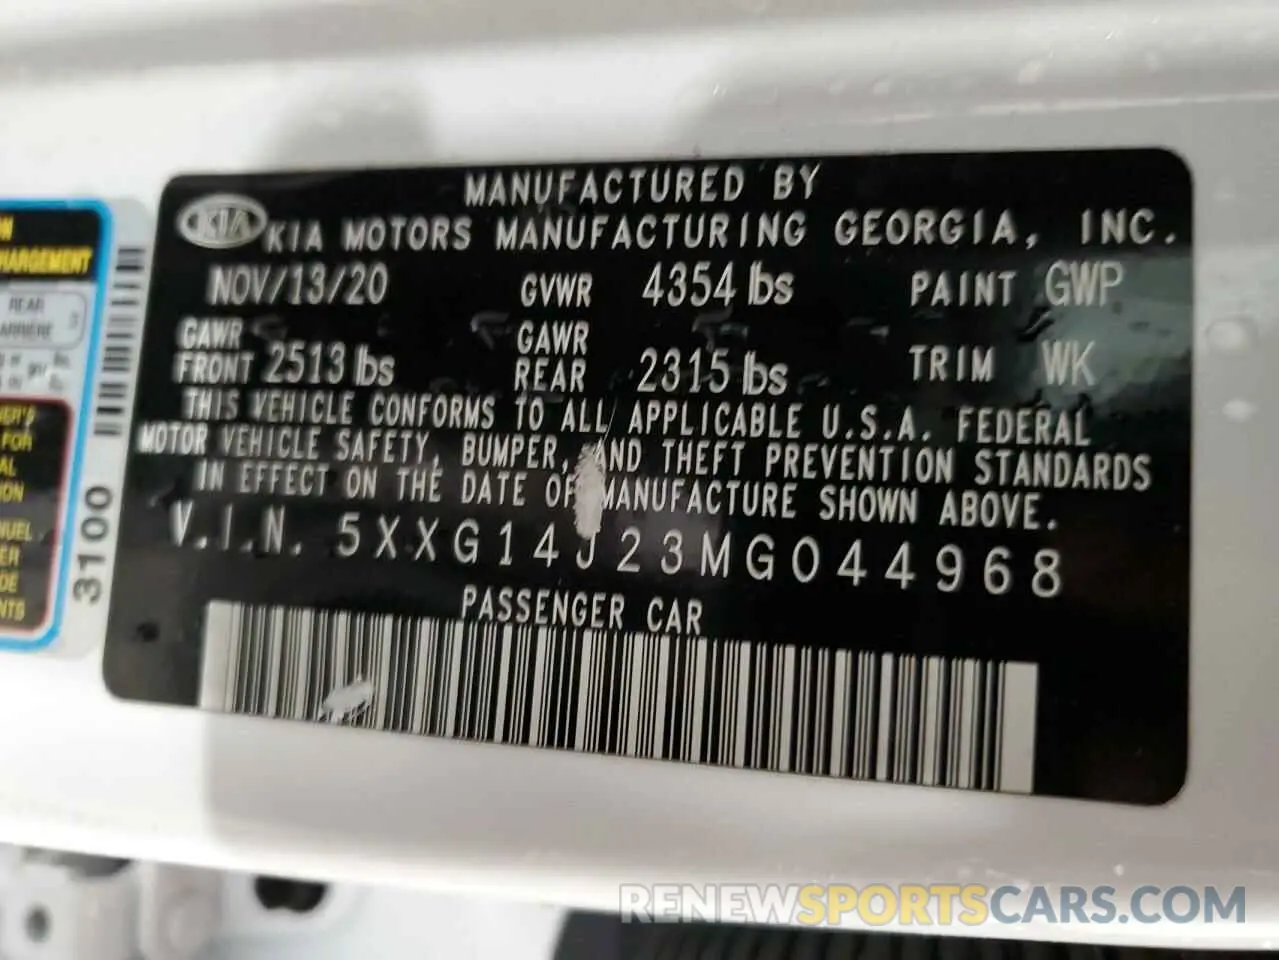 MANUFACTURED BY
KIA KIA MOTORS MANUFACTURING GEORGIA, INC.
NOV/13/20 GVWR 4354 lbs PAINT GWP
GAWR GAWR
FRONT 2513 lbs REAR 2315 lbs TRIM WK
THIS VEHICLE CONFORMS TO ALL APPLICABLE U.S.A. FEDERAL
MOTOR VEHICLE SAFETY, BUMPER, AND THEFT PREVENTION STANDARDS
IN EFFECT ON THE DATE OF MANUFACTURE SHOWN ABOVE.
V.I.N. 5XXG14J23MG044968
PASSENGER CAR
3100
REAR
RENEWSPORTSCARS.COM